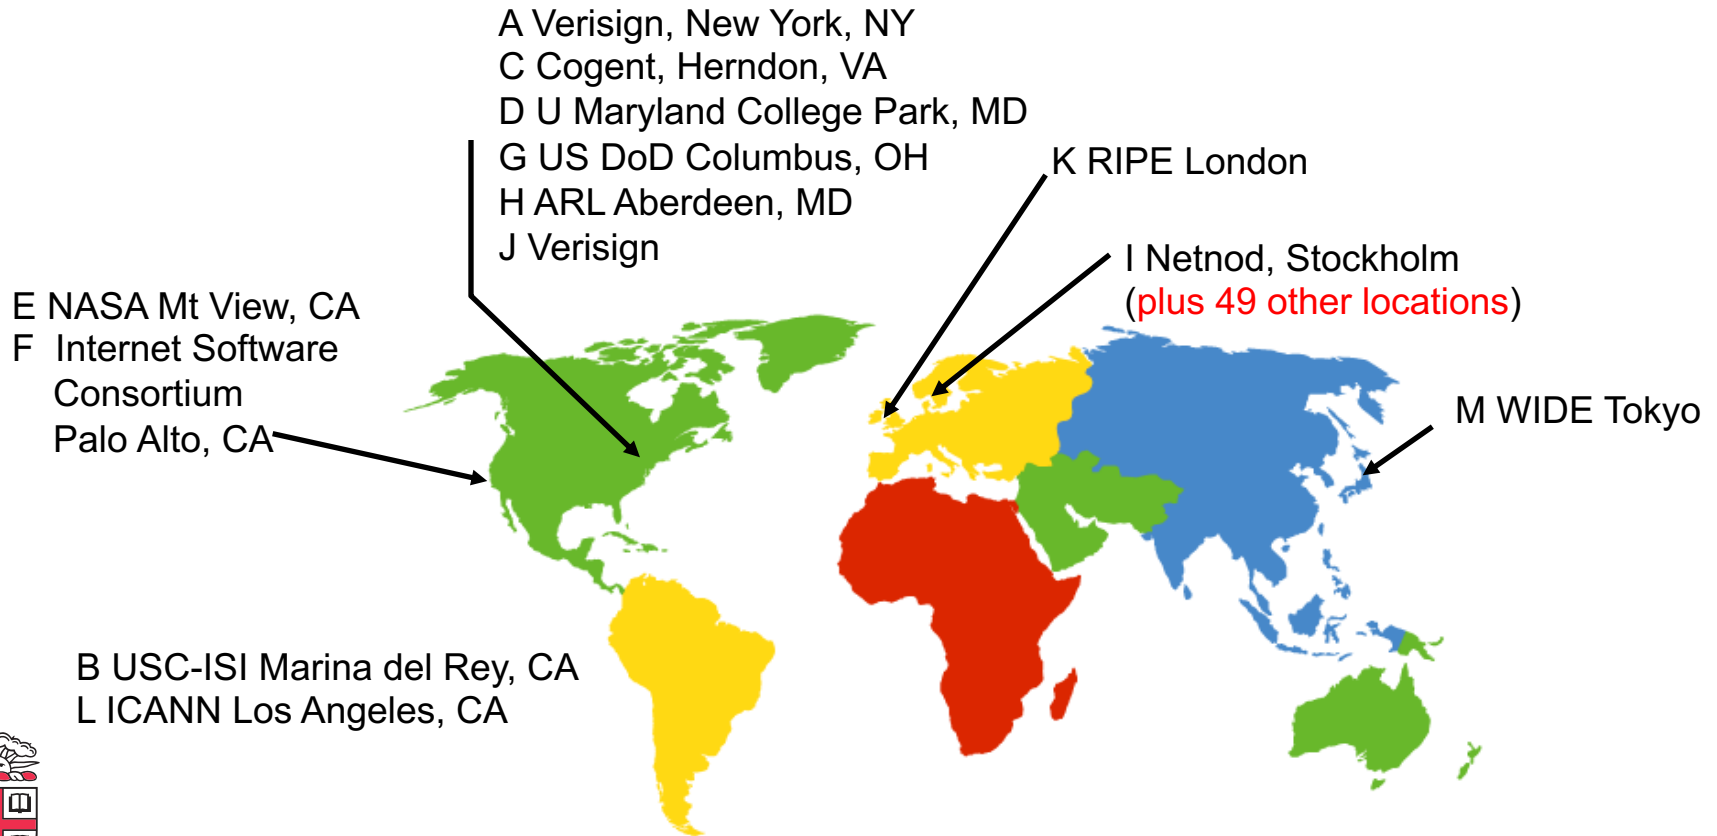 A Verisign, New York, NY
C Cogent, Herndon, VA
D U Maryland College Park, MD
G US DoD Columbus, OH
H ARL Aberdeen, MD
J Verisign
K RIPE London
I Netnod, Stockholm
(plus 49 other locations)
E NASA Mt View, CA
F Internet Software
Consortium
Palo Alto, CA
M WIDE Tokyo
B USC-ISI Marina del Rey, CA
L ICANN Los Angeles, CA